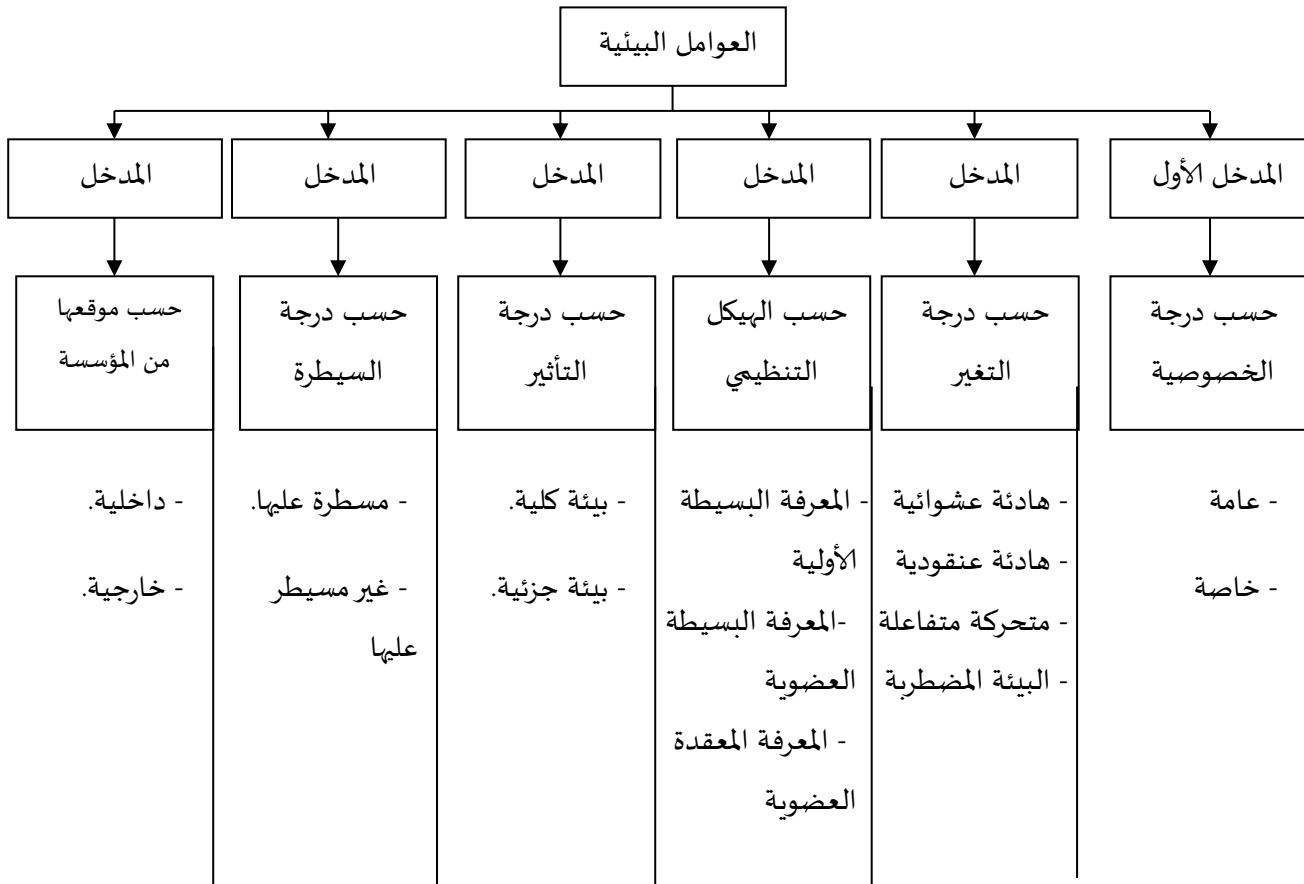 العوامل البيئية
المدخل الأول
المدخل
المدخل
المدخل
المدخل
المدخل
حسب درجة
الخصوصية
حسب درجة
التغير
حسب الهيكل
التنظيمي
حسب درجة
التأثير
حسب درجة
السيطرة
حسب موقعها
من المؤسسة
- عامة
- خاصة
- هادئة عشوائية
- هادئة عنقودية
- متحركة متفاعلة
- البيئة المضطربة
- المعرفة البسيطة
الأولية
-المعرفة البسيطة
العضوية
- المعرفة المعقدة
العضوية
- بيئة كلية.
- بيئة جزئية.
- مسطرة عليها.
- غير مسيطر
عليها
- داخلية.
- خارجية.